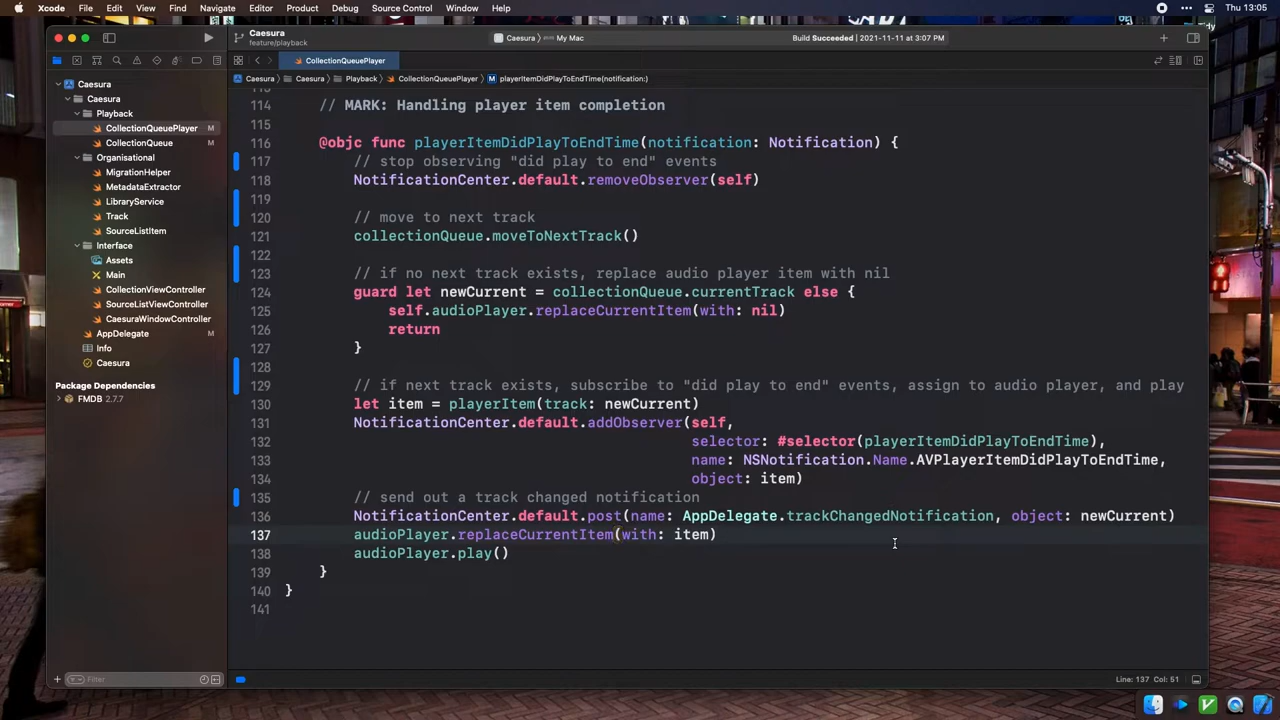 Xcode File Edit View Find Navigate Editor Product Debug Source Control Window Help Thu 13:05
Caesura
feature/playback
Caesura 〉 My Mac
Build Succeeded | 2021-11-11 at 3:07 PM
CollectionQueuePlayer
Caesura 〉 Caesura 〉 Playback 〉 CollectionQueuePlayer 〉 M playerItemDidPlayToEndTime(notification:)
Caesura
Caesura
Playback
CollectionQueuePlayer M
CollectionQueue M
Organisational
MigrationHelper
MetadataExtractor
LibraryService
Track
SourceListItem
Interface
Assets
Main
CollectionViewController
SourceListViewController
CaesuraWindowController
AppDelegate M
Info
Caesura
Package Dependencies
FMDB 2.7.7
Filter
114 // MARK: Handling player item completion
115
116 @objc func playerItemDidPlayToEndTime(notification: Notification) {
117 // stop observing "did play to end" events
118 NotificationCenter.default.removeObserver(self)
119
120 // move to next track
121 collectionQueue.moveToNextTrack()
122
123 // if no next track exists, replace audio player item with nil
124 guard let newCurrent = collectionQueue.currentTrack else {
125 self.audioPlayer.replaceCurrentItem(with: nil)
126 return
127 }
128
129 // if next track exists, subscribe to "did play to end" events, assign to audio player, and play
130 let item = playerItem(track: newCurrent)
131 NotificationCenter.default.addObserver(self,
132 selector: #selector(playerItemDidPlayToEndTime),
133 name: NSNotification.Name.AVPlayerItemDidPlayToEndTime,
134 object: item)
135 // send out a track changed notification
136 NotificationCenter.default.post(name: AppDelegate.trackChangedNotification, object: newCurrent)
137 audioPlayer.replaceCurrentItem(with: item)
138 audioPlayer.play()
139 }
140 }
141
Line: 137 Col: 51